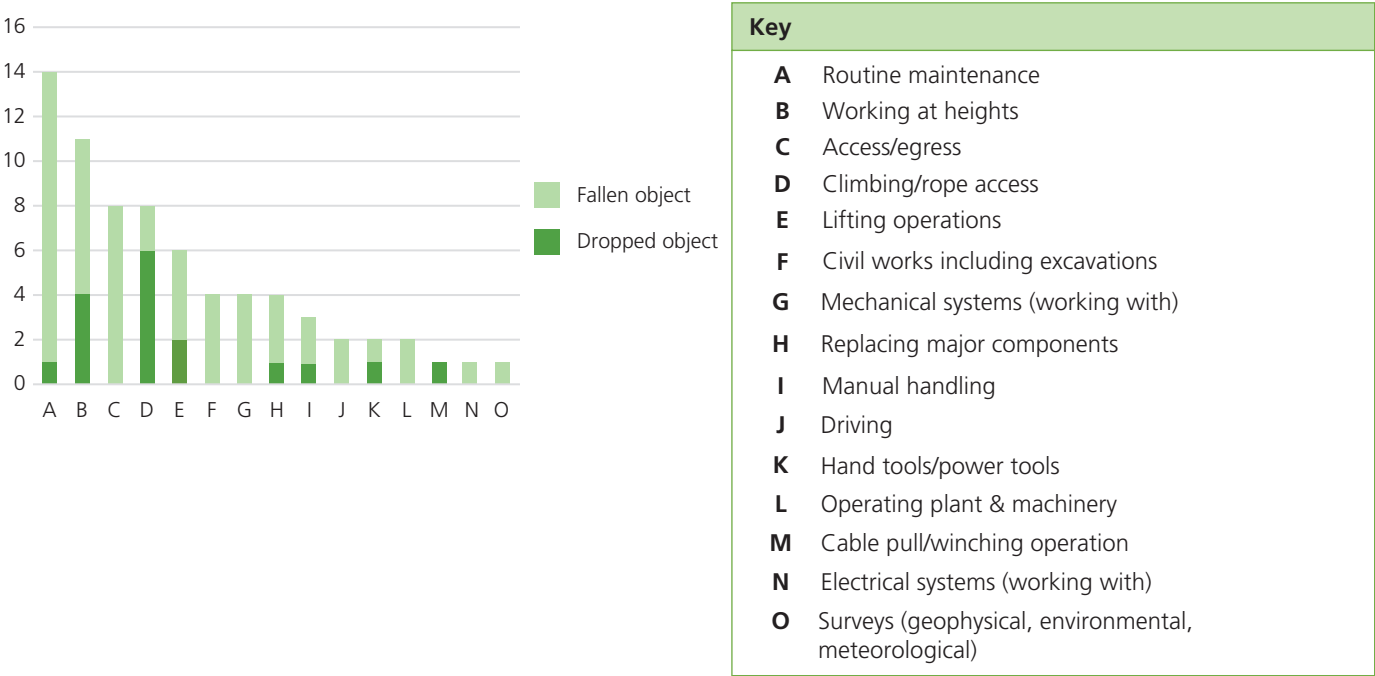 16
14
12
10
8
6
4
2
0
A B C D E F G H I J K L M N O
Fallen object
Dropped object
Key
A Routine maintenance
B Working at heights
C Access/egress
D Climbing/rope access
E Lifting operations
F Civil works including excavations
G Mechanical systems (working with)
H Replacing major components
I Manual handling
J Driving
K Hand tools/power tools
L Operating plant & machinery
M Cable pull/winching operation
N Electrical systems (working with)
O Surveys (geophysical, environmental,
meteorological)